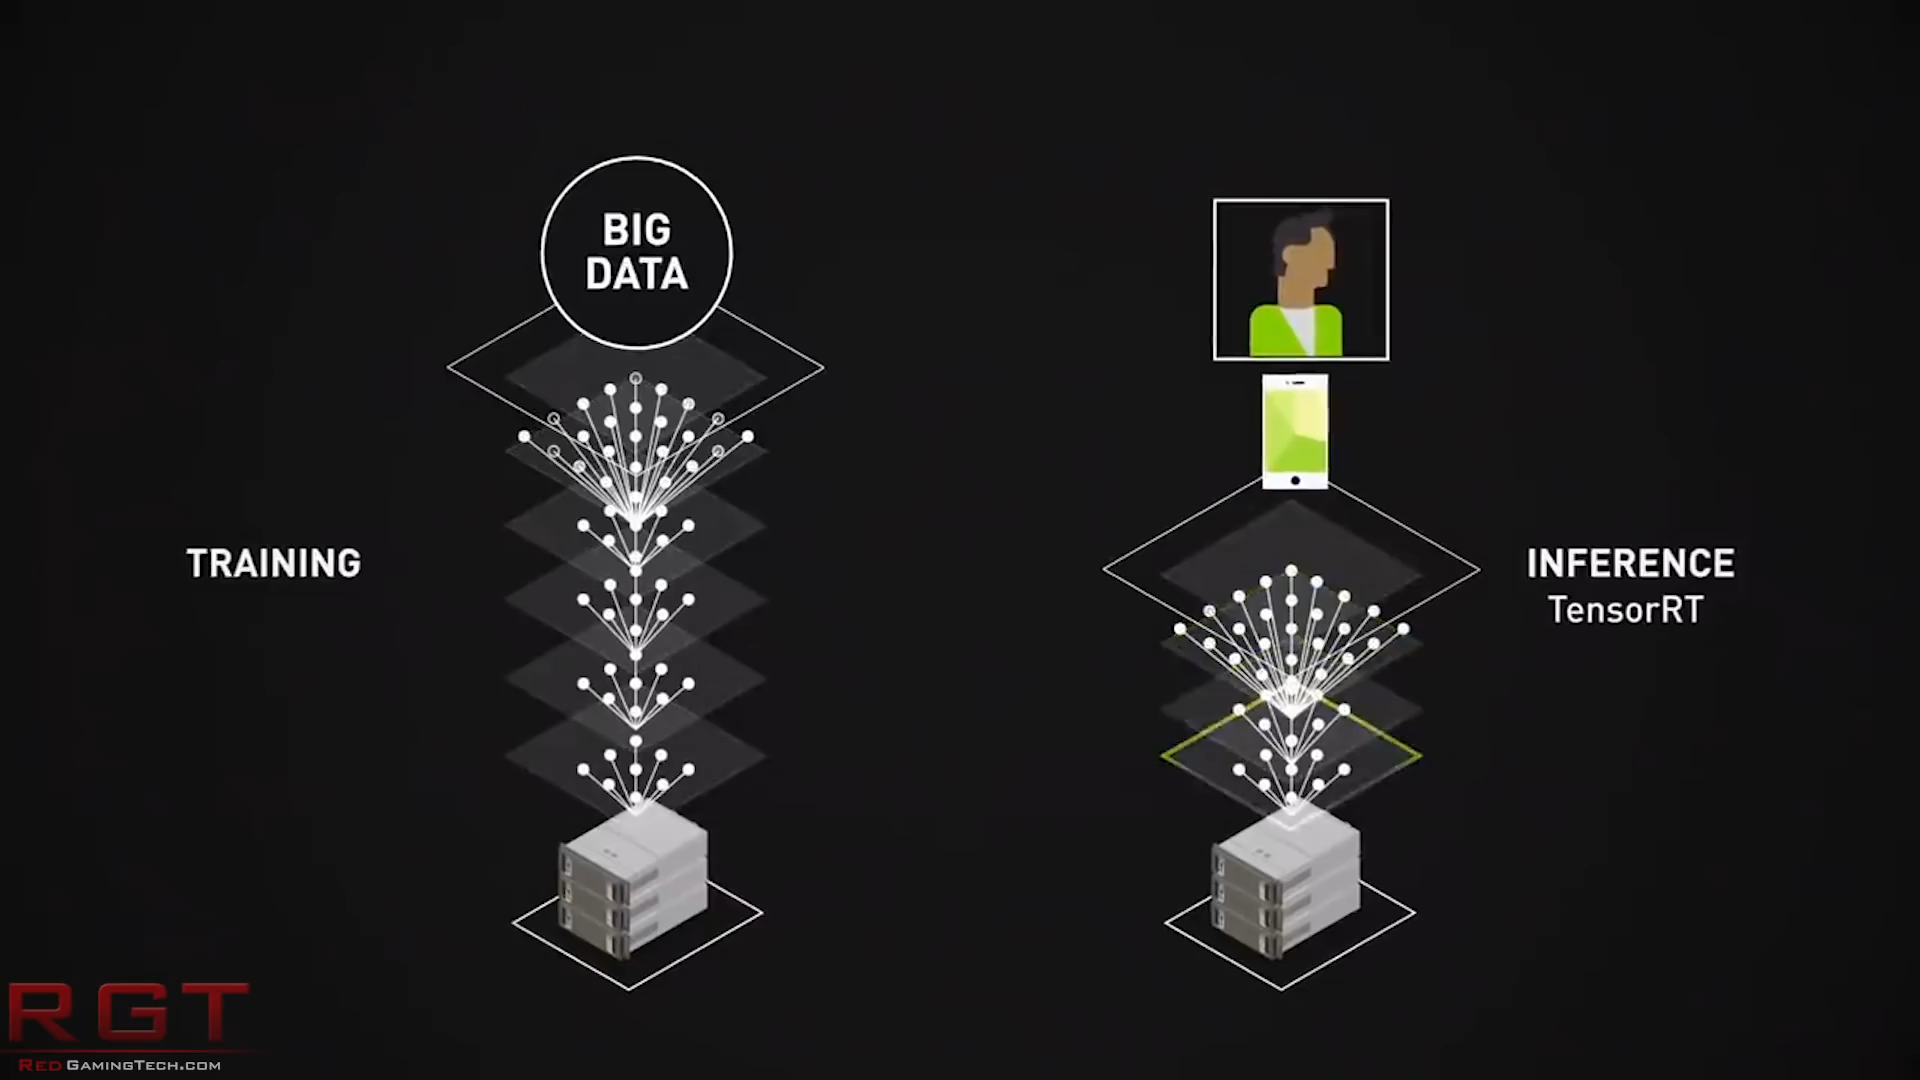 BIG
DATA
TRAINING
INFERENCE
TensorRT
RGT
REDGAMINGTECH.COM